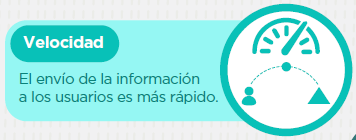 Velocidad
El envío de la información
a los usuarios es más rápido.